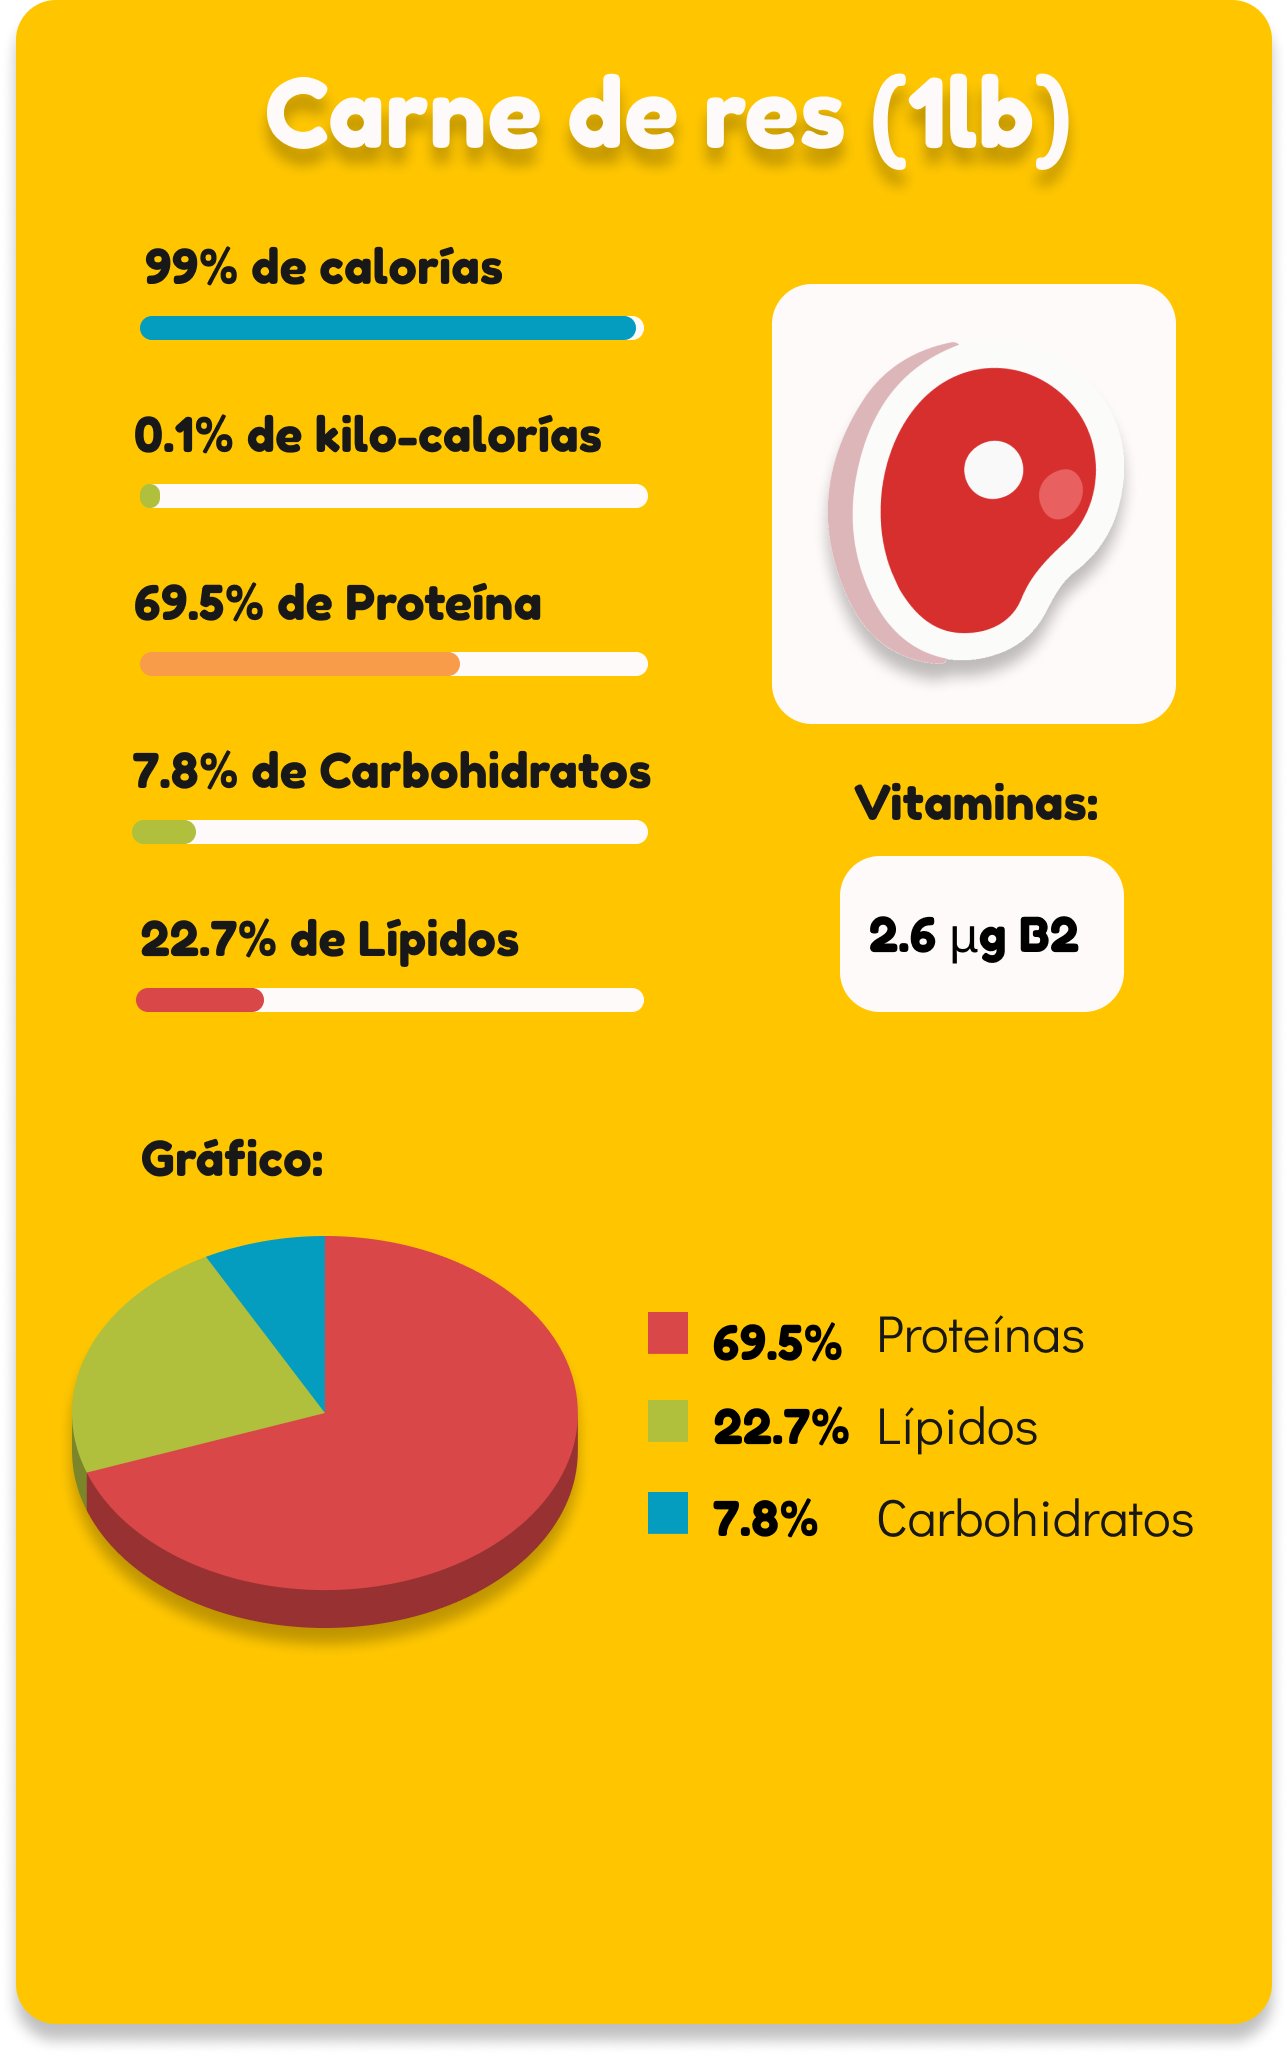 Carne de res (1lb)
99% de calorías
0.1% de kilo-calorías
69.5% de Proteína
7.8% de Carbohidratos
22.7% de Lípidos
Vitaminas:
2.6 µg B2
Gráfico:
69.5% Proteínas
22.7% Lípidos
7.8% Carbohidratos